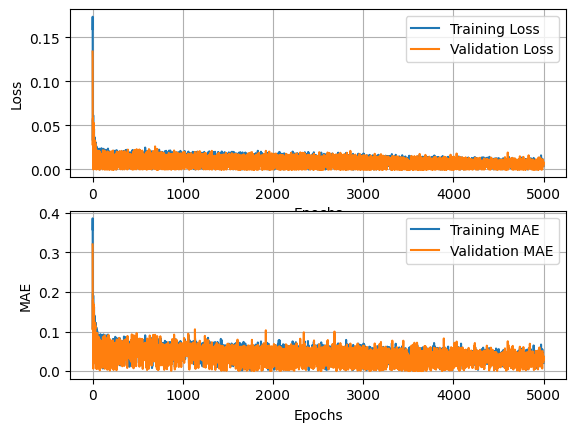 0.15
0.10
0.05
0.00
Loss
Training Loss
Validation Loss
0 1000 2000 3000 4000 5000
Epochs
0.4
0.3
0.2
0.1
0.0
MAE
Training MAE
Validation MAE
0 1000 2000 3000 4000 5000
Epochs